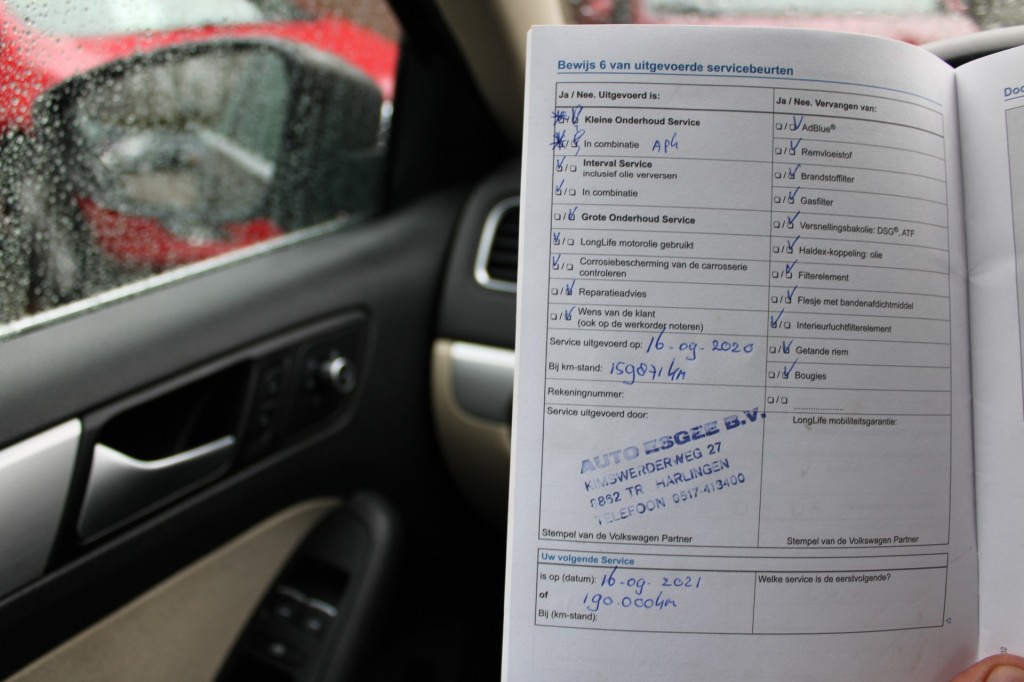 Bewijs 6 van uitgevoerde servicebeurten
Ja / Nee. Uitgevoerd is:
Kleine Onderhoud Service
In combinatie APk
Interval Service
inclusief olie verversen
In combinatie
Grote Onderhoud Service
LongLife motorolie gebruikt
Corrosiebescherming van de carrosserie
controleren
Reparatieadvies
Wens van de klant
(ook op de werkorder noteren)
Service uitgevoerd op: 16-09-2020
Bij km-stand: 159871 km
Rekeningnummer:
Service uitgevoerd door:
AUTO ESGEE B.V.
KIMSWERDERWEG 27
8862 TR HARLINGEN
TELEFOON 0517-413400
Stempel van de Volkswagen Partner
Ja / Nee. Vervangen van:
AdBlue®
Remvloeistof
Brandstoffilter
Gasfilter
Versnellingsbakolie: DSG®, ATF
Haldex-koppeling: olie
Filterelement
Flesje met bandenafdichtmiddel
Interieurluchtfilterelement
Getande riem
Bougies
LongLife mobiliteitsgarantie:
Stempel van de Volkswagen Partner
Uw volgende Service
is op (datum): 16-09-2021
of 190.000km
Bij (km-stand):
Welke service is de eerstvolgende?